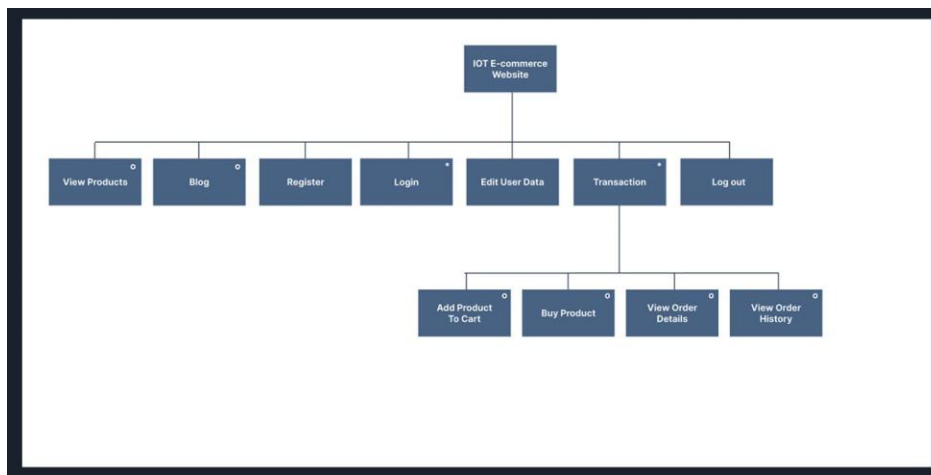 IOT E-commerce
Website
View Products
Blog
Register
Login
*
Edit User Data
Transaction
*
Log out
Add Product
To Cart
Buy Product
View Order
Details
View Order
History